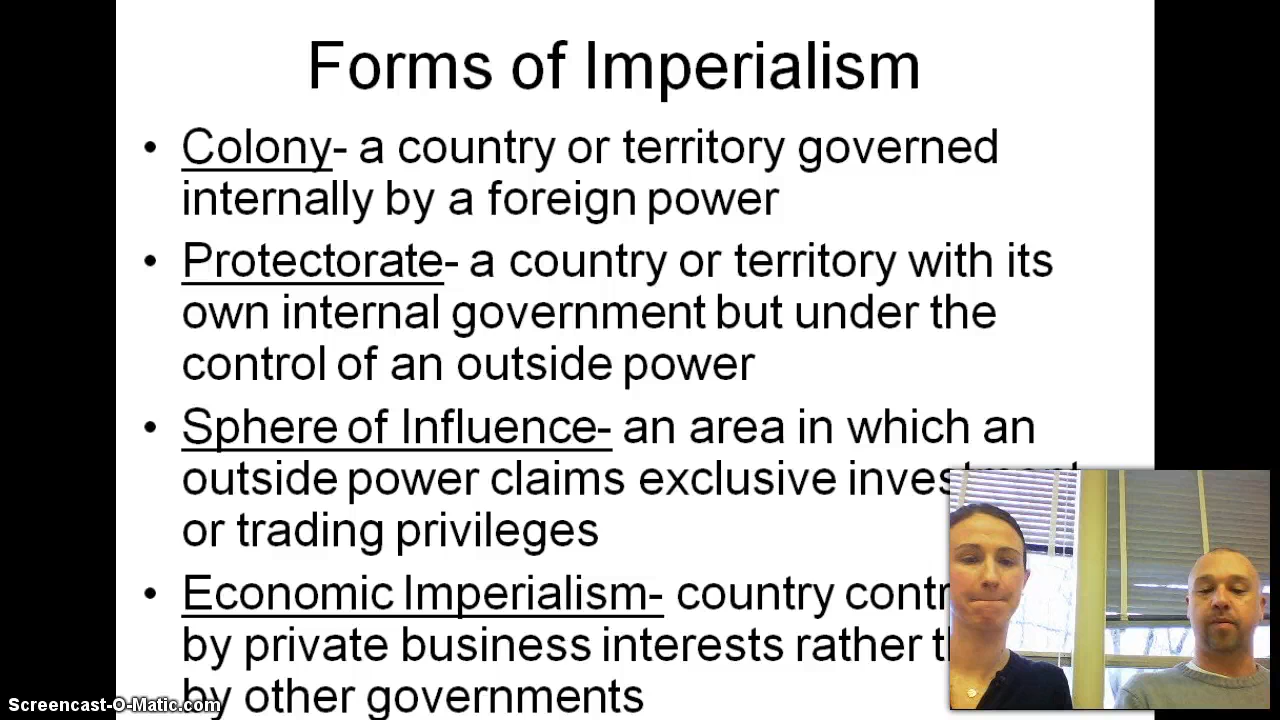 Forms of Imperialism
• Colony- a country or territory governed
internally by a foreign power
• Protectorate- a country or territory with its
own internal government but under the
control of an outside power
• Sphere of Influence- an area in which an
outside power claims exclusive investment
or trading privileges
• Economic Imperialism- country
by private business interests rather
by other governments
Screencast-O-Matic.com